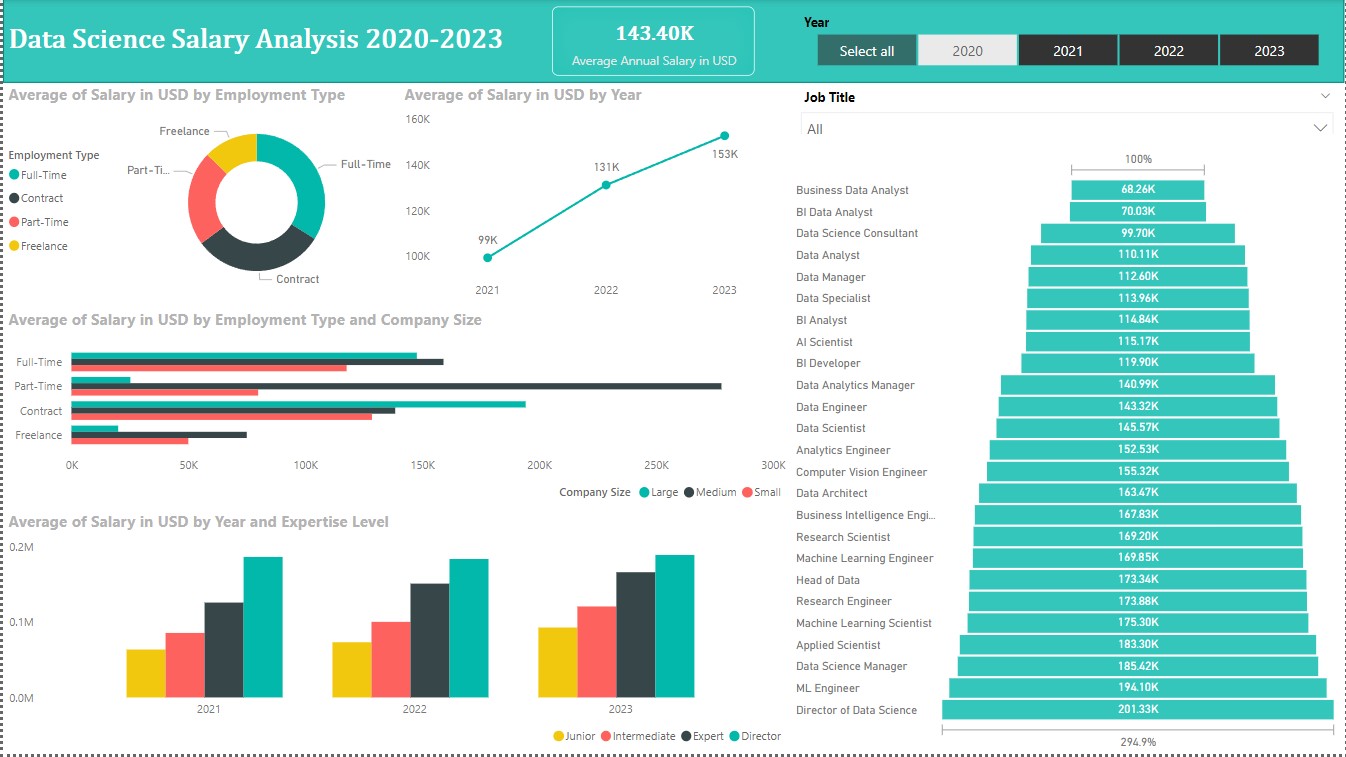 Data Science Salary Analysis 2020-2023
143.40K
Average Annual Salary in USD
Year
Select all 2020 2021 2022 2023
Average of Salary in USD by Employment Type
Employment Type
Full-Time
Contract
Part-Time
Freelance
Freelance
Full-Time
Part-Ti...
Contract
Average of Salary in USD by Year
160K
140K
120K
100K
99K
131K
153K
2021 2022 2023
Average of Salary in USD by Employment Type and Company Size
Full-Time
Part-Time
Contract
Freelance
0K 50K 100K 150K 200K 250K 300K
Company Size Large Medium Small
Average of Salary in USD by Year and Expertise Level
0.2M
0.1M
0.0M
2021 2022 2023
Junior Intermediate Expert Director
Job Title
All
100%
Business Data Analyst 68.26K
BI Data Analyst 70.03K
Data Science Consultant 99.70K
Data Analyst 110.11K
Data Manager 112.60K
Data Specialist 113.96K
BI Analyst 114.84K
AI Scientist 115.17K
BI Developer 119.90K
Data Analytics Manager 140.99K
Data Engineer 143.32K
Data Scientist 145.57K
Analytics Engineer 152.53K
Computer Vision Engineer 155.32K
Data Architect 163.47K
Business Intelligence Engi... 167.83K
Research Scientist 169.20K
Machine Learning Engineer 169.85K
Head of Data 173.34K
Research Engineer 173.88K
Machine Learning Scientist 175.30K
Applied Scientist 183.30K
Data Science Manager 185.42K
ML Engineer 194.10K
Director of Data Science 201.33K
294.9%